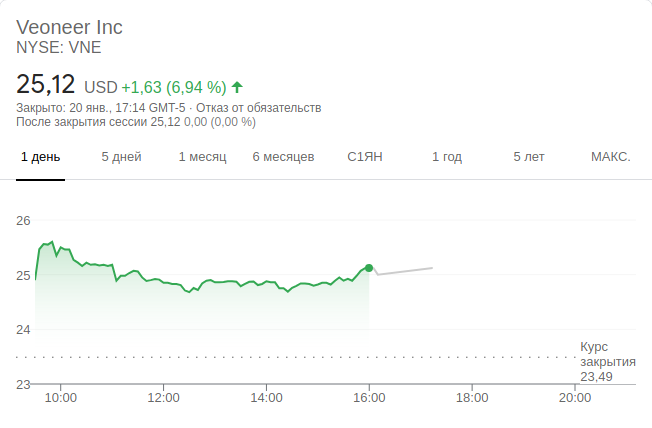 Veoneer Inc
NYSE: VNE
25,12 USD +1,63 (6,94 %)
Закрыто: 20 янв., 17:14 GMT-5 · Отказ от обязательств
После закрытия сессии 25,12 0,00 (0,00 %)
1 день 5 дней 1 месяц 6 месяцев С1ЯН 1 год 5 лет МАКС.
26
25
24
Курс
закрытия
23,49
23
10:00 12:00 14:00 16:00 18:00 20:00